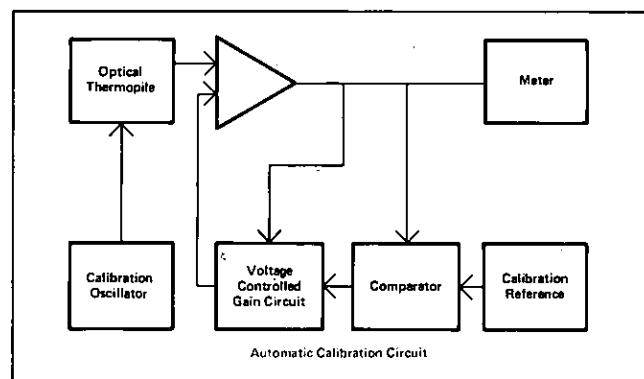 Optical
Thermopile
Meter
Calibration
Oscillator
Voltage
Controlled
Gain Circuit
Comparator
Calibration
Reference
Automatic Calibration Circuit